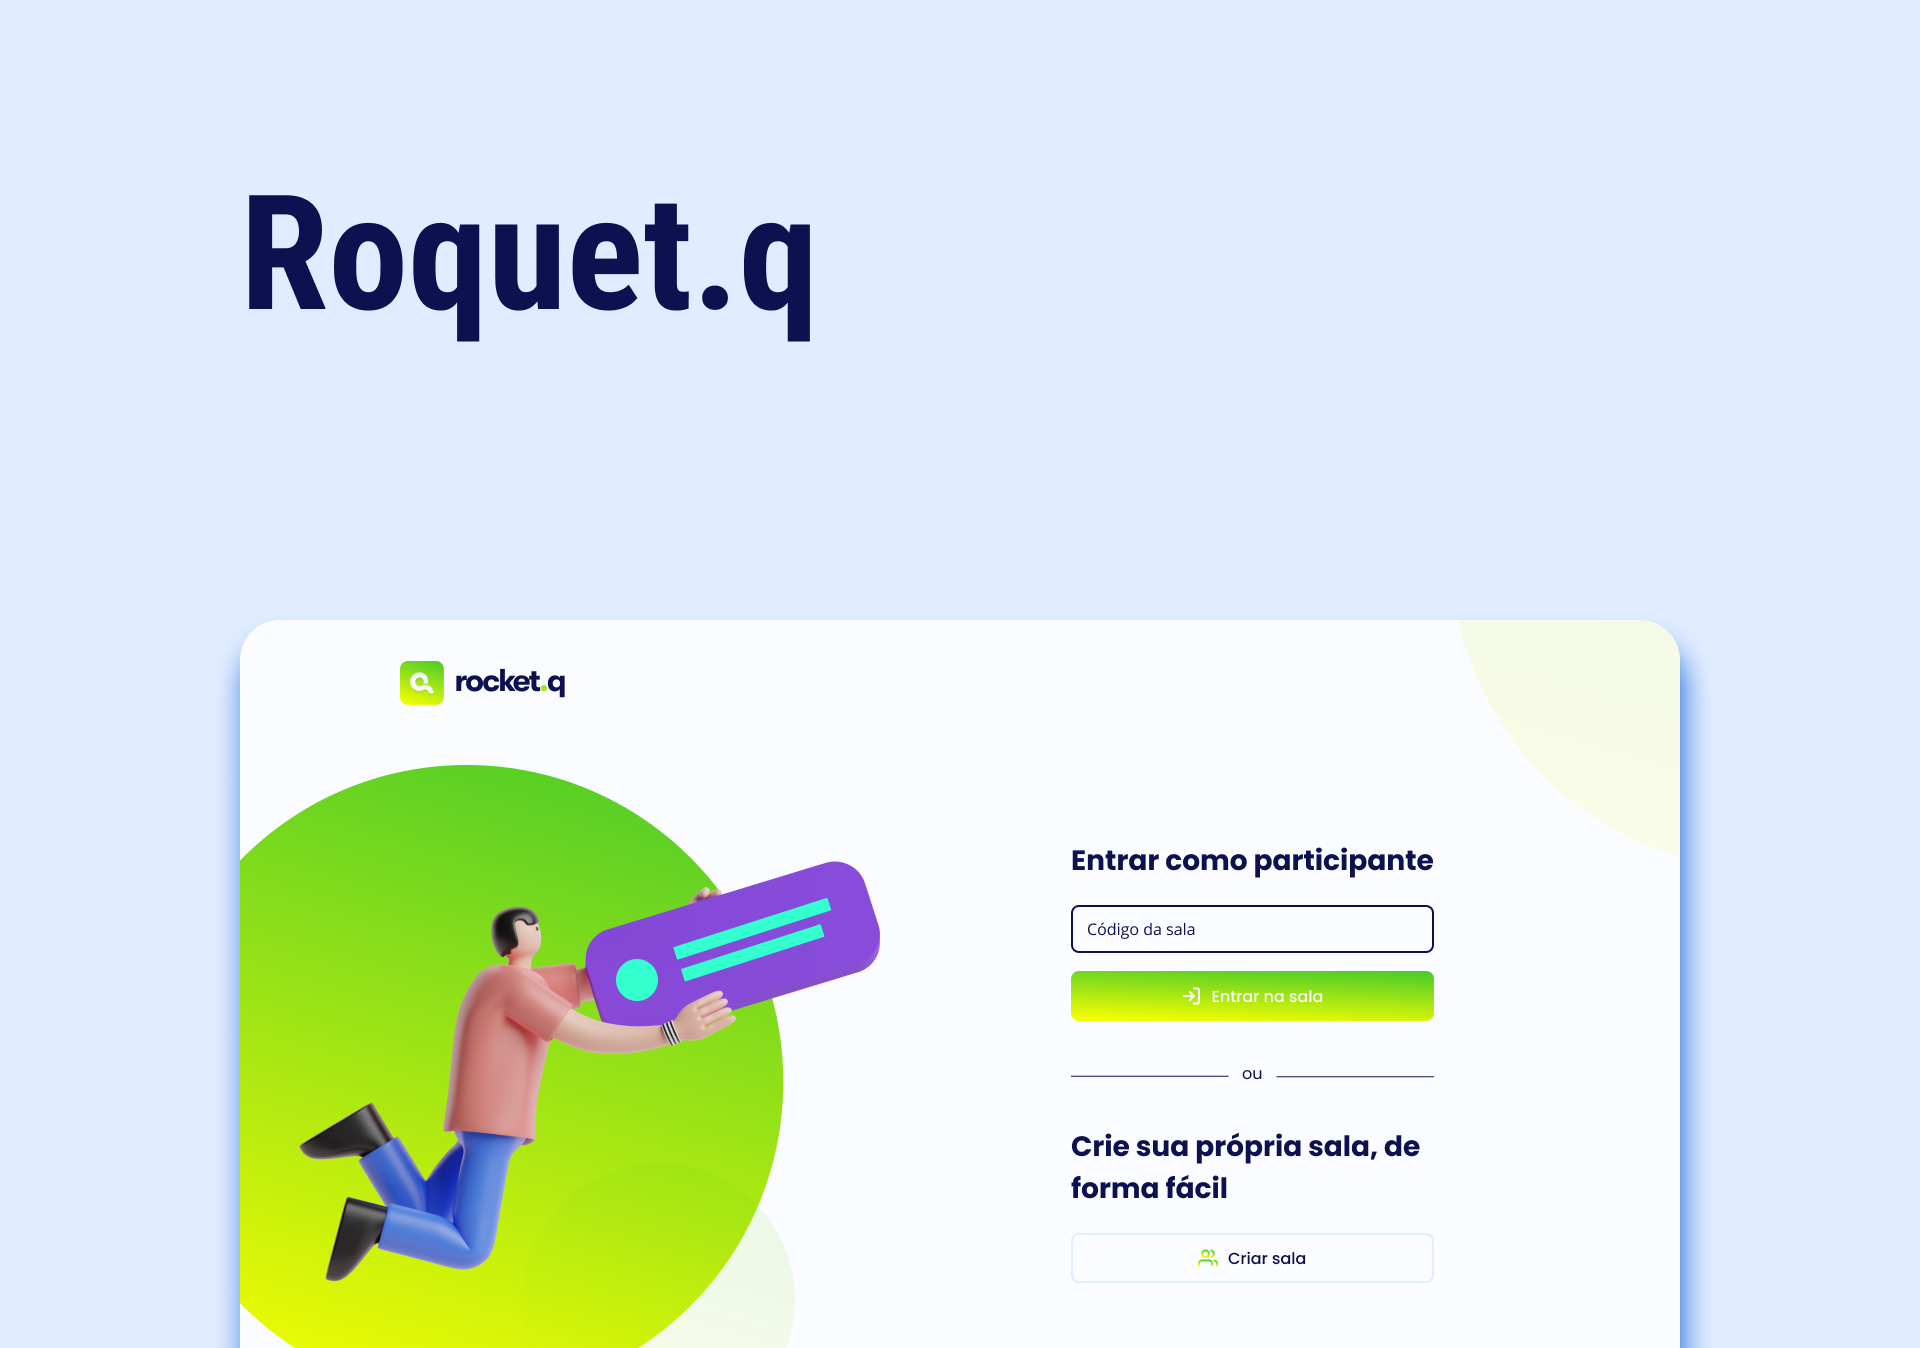 Roquet.q
rocket.q
Entrar como participante
Código da sala
Entrar na sala
ou
Crie sua própria sala, de
forma fácil
Criar sala